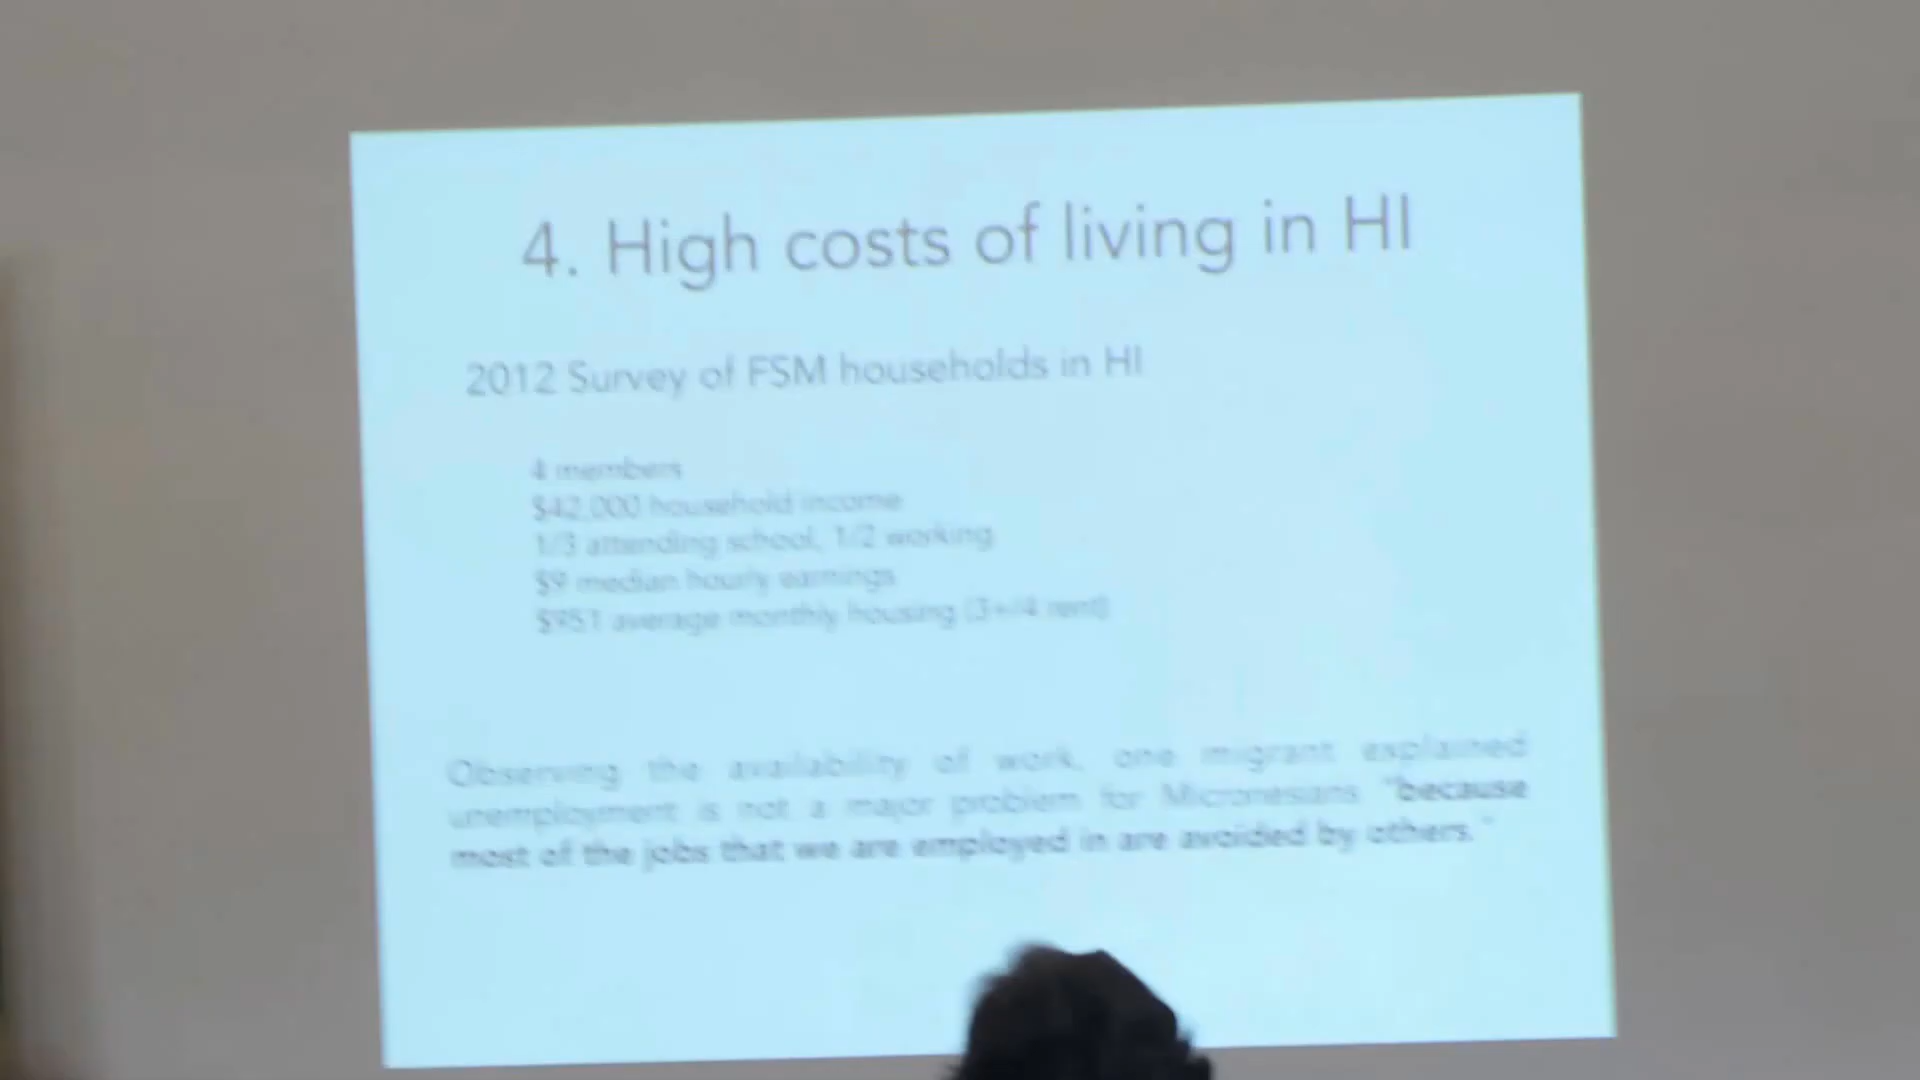 4. High costs of living in HI
2012 Survey of FSM households in HI
4 members
$42,000 household income
1/3 attending school, 1/2 working
$9 median hourly earnings
$951 average monthly housing (3+/4 rent)
Observing the availability of work, one migrant explained
unemployment is not a major problem for Micronesians "because
most of the jobs that we are employed in are avoided by others."